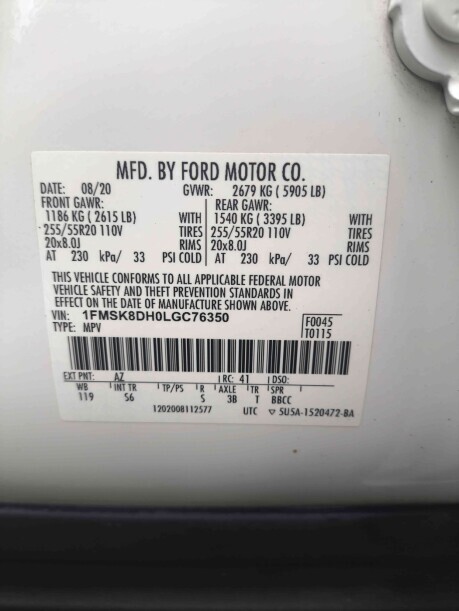 MFD. BY FORD MOTOR CO.
DATE: 08/20 GVWR: 2679 KG ( 5905 LB)
FRONT GAWR: REAR GAWR:
1186 KG ( 2615 LB) WITH 1540 KG ( 3395 LB) WITH
255/55R20 110V TIRES 255/55R20 110V TIRES
20x8.0J RIMS 20x8.0J RIMS
AT 230 kPa/ 33 PSI COLD AT 230 kPa/ 33 PSI COLD
THIS VEHICLE CONFORMS TO ALL APPLICABLE FEDERAL MOTOR
VEHICLE SAFETY AND THEFT PREVENTION STANDARDS IN
EFFECT ON THE DATE OF MANUFACTURE SHOWN ABOVE.
VIN: 1FMSK8DH0LGC76350 F0045
TYPE: MPV T0115
EXT PNT: AZ RC: 41 DSO:
WB INT TR TP/PS R AXLE TR SPR
119 S6 S 3B T BBCC
1202008112577 UTC ▽ 5U5A-1520472-BA